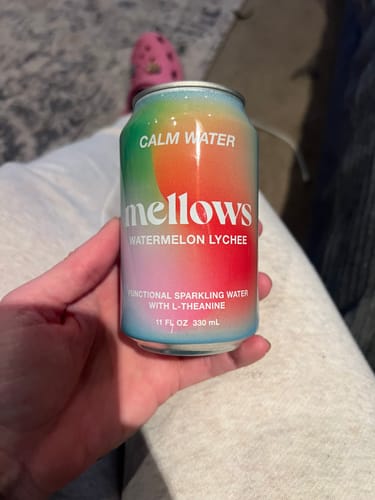 CALM WATER
mellows
WATERMELON LYCHEE
FUNCTIONAL SPARKLING WATER
WITH L-THEANINE
11 FL OZ 330 mL